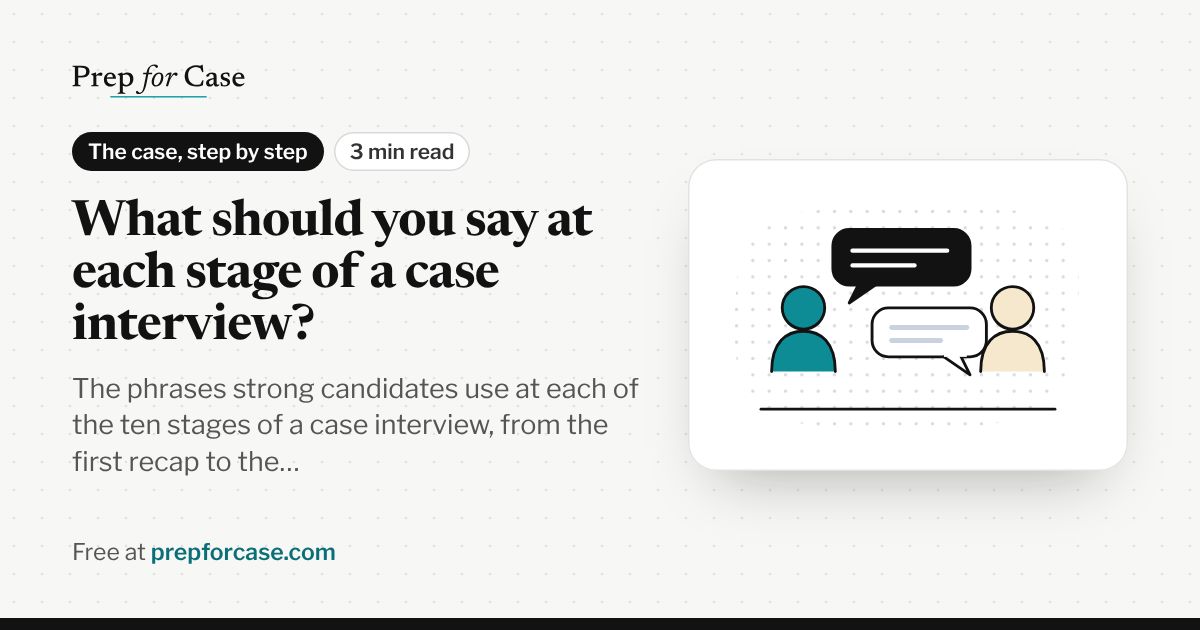 Prep for Case
The case, step by step
3 min read
What should you say at
each stage of a case
interview?
The phrases strong candidates use at each of
the ten stages of a case interview, from the
first recap to the...
Free at prepforcase.com